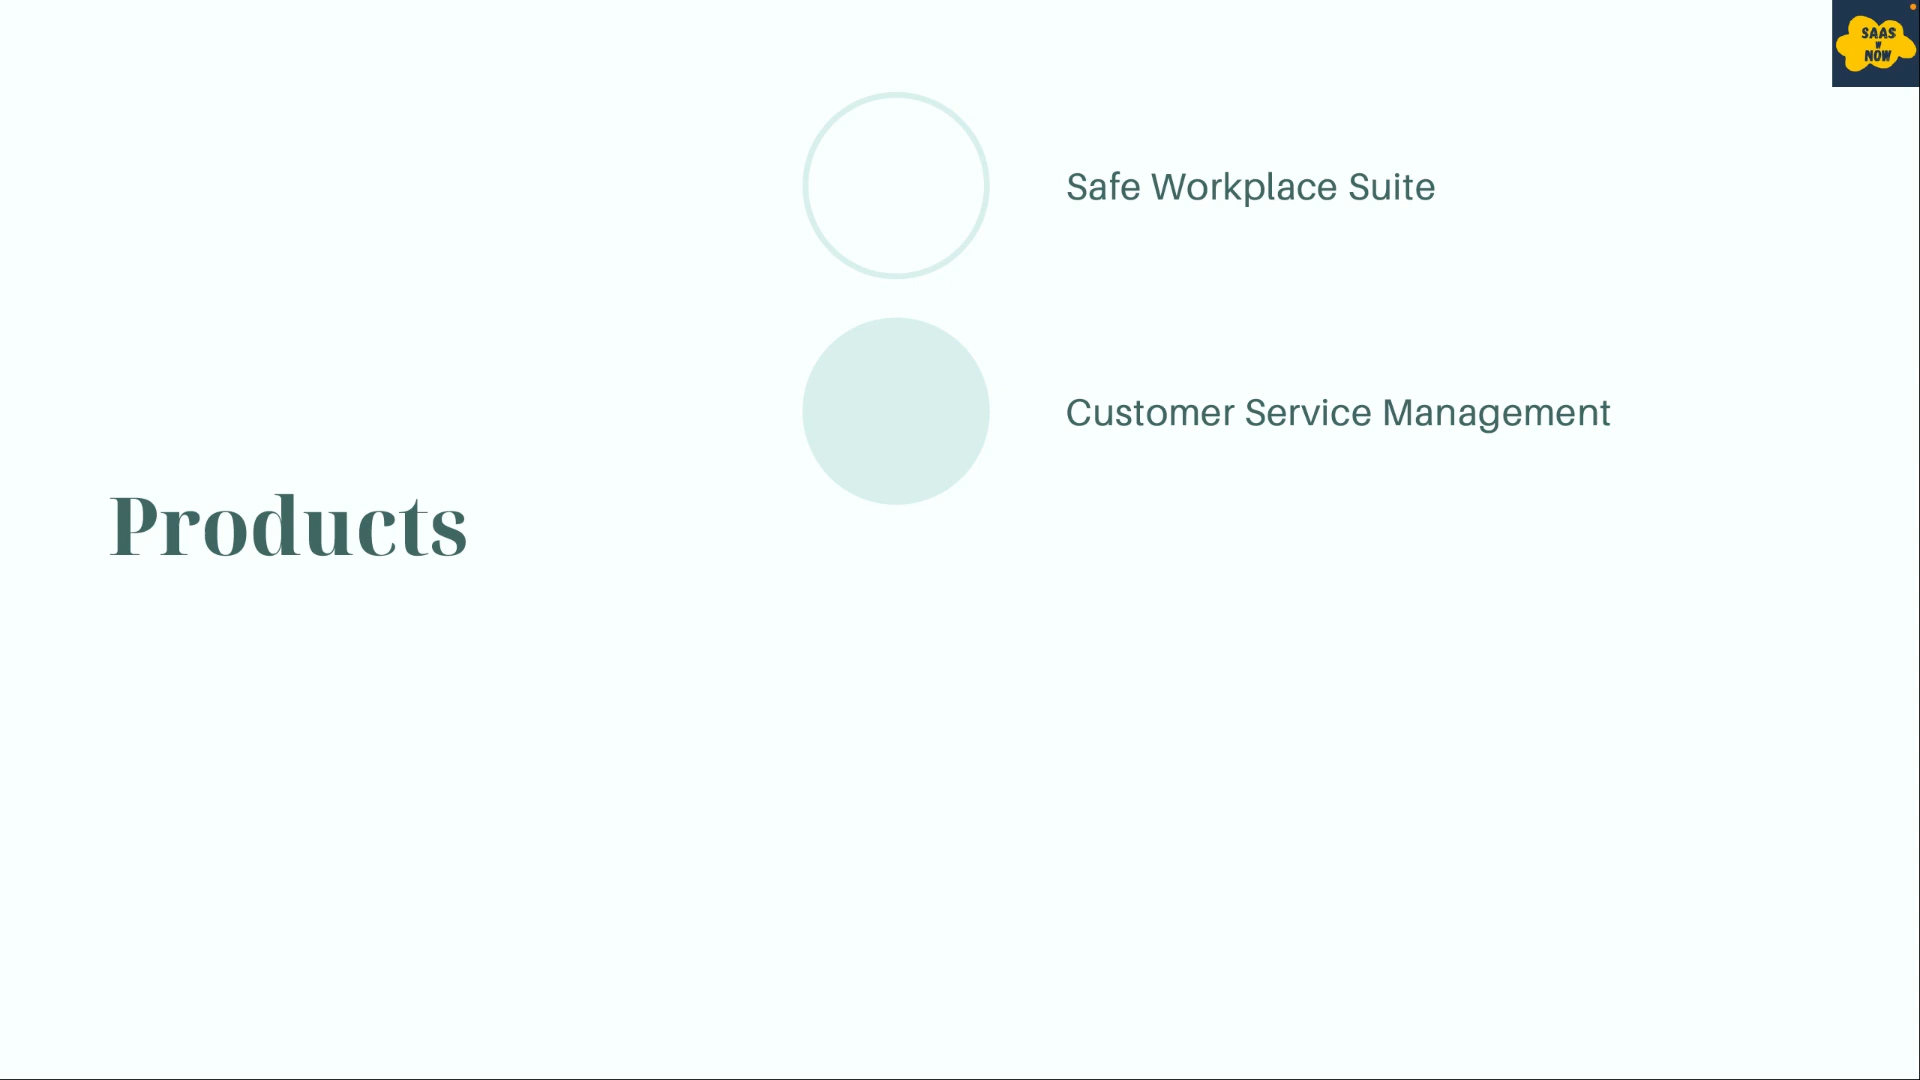 SAAS
W
NOW
Safe Workplace Suite
Customer Service Management
Products